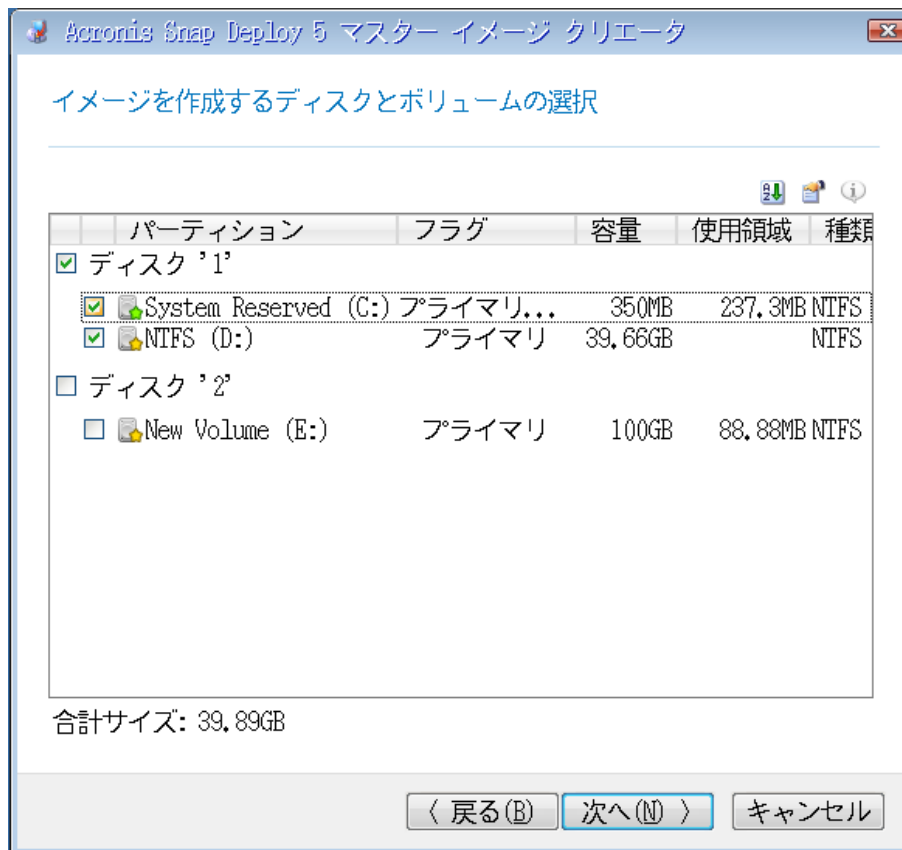 Acronis Snap Deploy 5 マスター イメージ クリエータ
イメージを作成するディスクとボリュームの選択
パーティション フラグ 容量 使用領域 種類
ディスク '1'
System Reserved (C:) プライマリ... 350MB 237.3MB NTFS
NTFS (D:) プライマリ 39.66GB NTFS
ディスク '2'
New Volume (E:) プライマリ 100GB 88.88MB NTFS
合計サイズ: 39.89GB
〈 戻る(B) 次へ(N) 〉 キャンセル